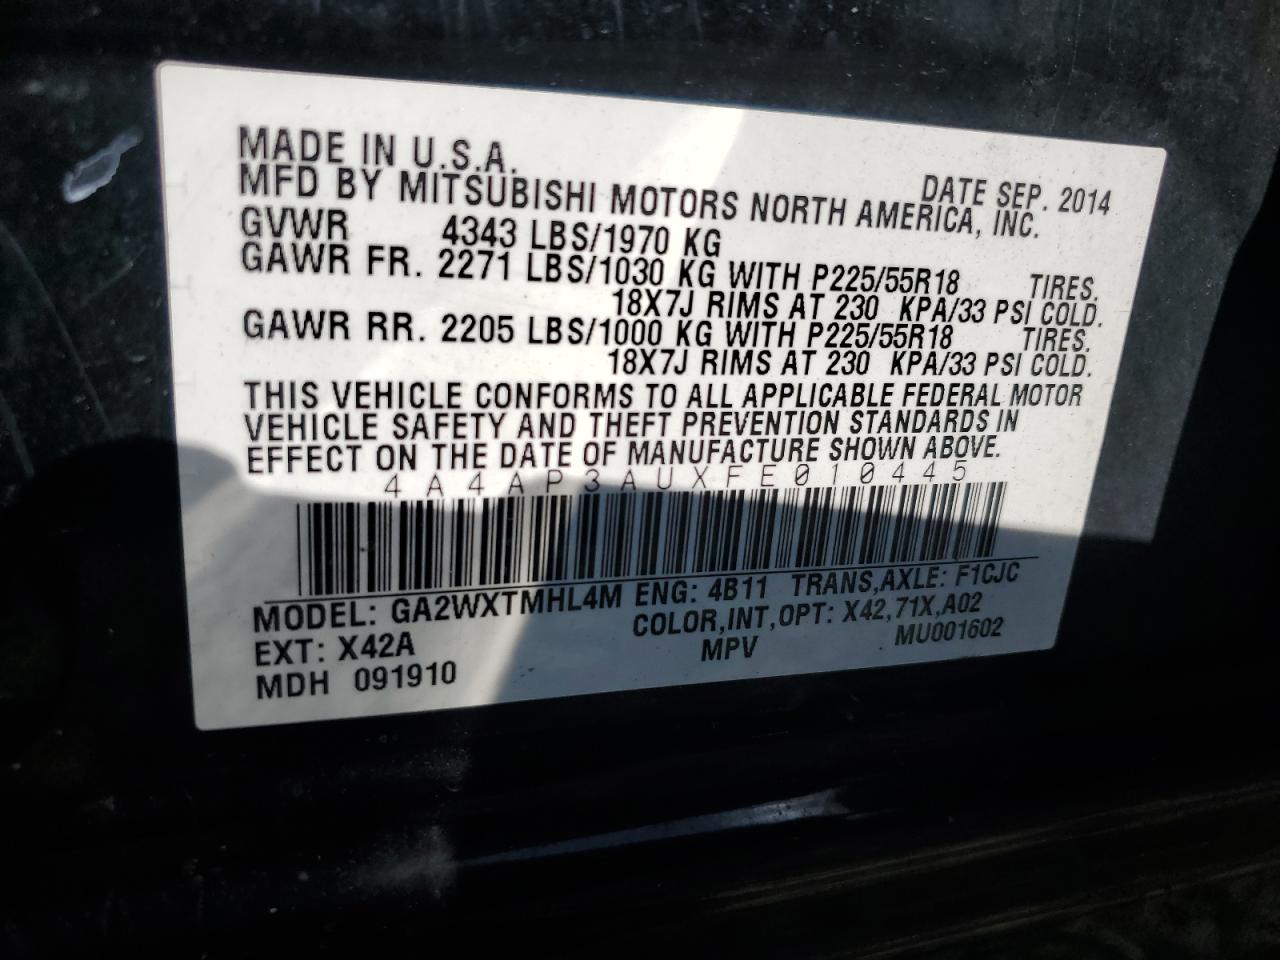 MADE IN U.S.A. DATE SEP. 2014
MFD BY MITSUBISHI MOTORS NORTH AMERICA, INC.
GVWR 4343 LBS/1970 KG
GAWR FR. 2271 LBS/1030 KG WITH P225/55R18 TIRES.
18X7J RIMS AT 230 KPA/33 PSI COLD.
GAWR RR. 2205 LBS/1000 KG WITH P225/55R18 TIRES.
18X7J RIMS AT 230 KPA/33 PSI COLD.
THIS VEHICLE CONFORMS TO ALL APPLICABLE FEDERAL MOTOR
VEHICLE SAFETY AND THEFT PREVENTION STANDARDS IN
EFFECT ON THE DATE OF MANUFACTURE SHOWN ABOVE.
4A4AP3AUXFE010445
MODEL: GA2WXTMHL4M ENG: 4B11 TRANS,AXLE: F1CJC
EXT: X42A COLOR,INT,OPT: X42,71X,A02
MDH 091910 MPV MU001602